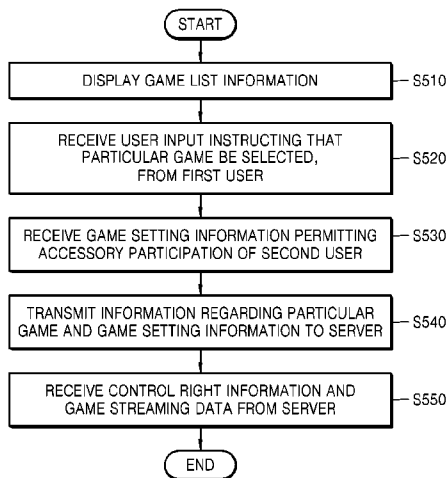 START
DISPLAY GAME LIST INFORMATION
S510
RECEIVE USER INPUT INSTRUCTING THAT
PARTICULAR GAME BE SELECTED,
FROM FIRST USER
S520
RECEIVE GAME SETTING INFORMATION PERMITTING
ACCESSORY PARTICIPATION OF SECOND USER
S530
TRANSMIT INFORMATION REGARDING PARTICULAR
GAME AND GAME SETTING INFORMATION TO SERVER
S540
RECEIVE CONTROL RIGHT INFORMATION AND
GAME STREAMING DATA FROM SERVER
S550
END